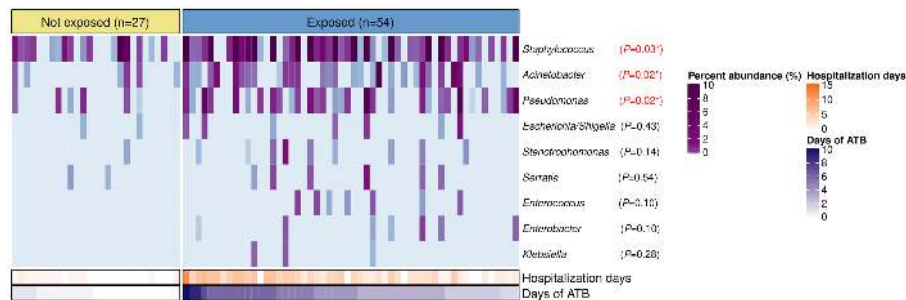 Not exposed (n=27)
Exposed (n=54)
Staphylococcus (P=0.03*)
Acinetobacter (P=0.02*)
Pseudomonas (P=0.02*)
Escherichia/Shigella (P=0.43)
Stenotrophomonas (P=0.14)
Serratia (P=0.54)
Enterococcus (P=0.10)
Enterobacter (P=0.10)
Klebsiella (P=0.28)
Hospitalization days
Days of ATB
Percent abundance (%)
10
8
6
4
2
0
Hospitalization days
15
10
5
0
Days of ATB
10
8
6
4
2
0